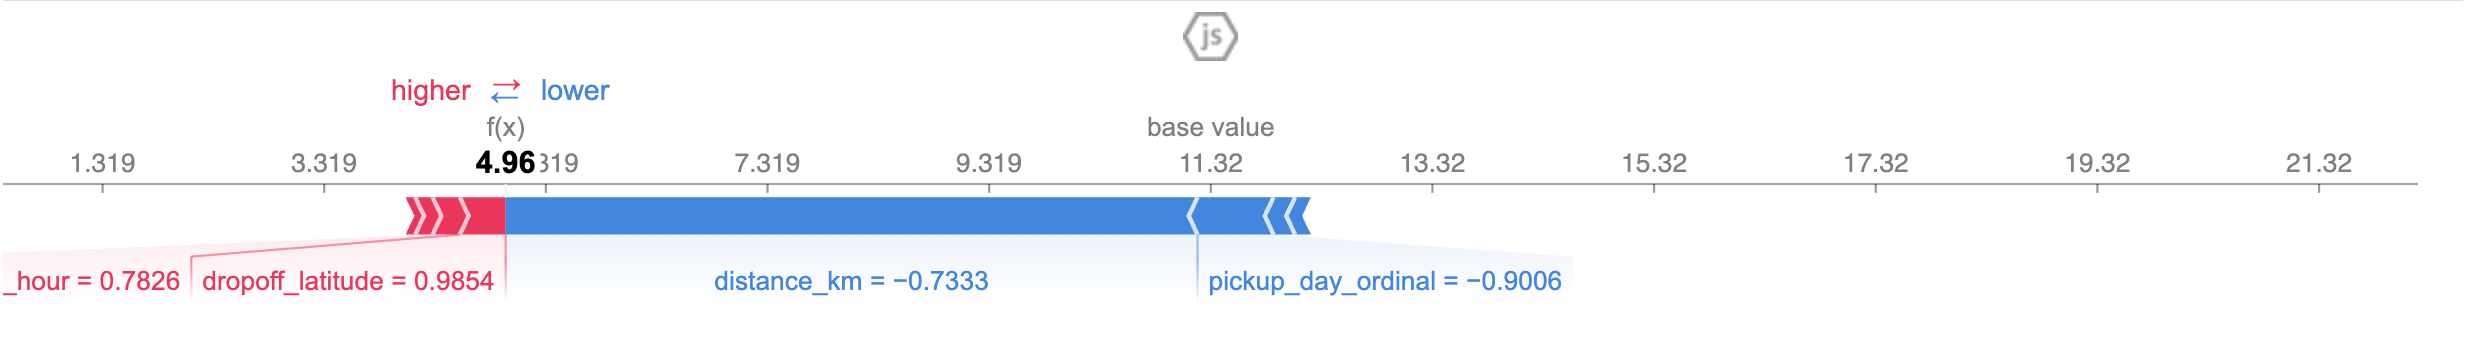 js
higher ⇄ lower
f(x) base value
1.319 3.319 4.96 319 7.319 9.319 11.32 13.32 15.32 17.32 19.32 21.32
_hour = 0.7826 dropoff_latitude = 0.9854 distance_km = −0.7333 pickup_day_ordinal = −0.9006